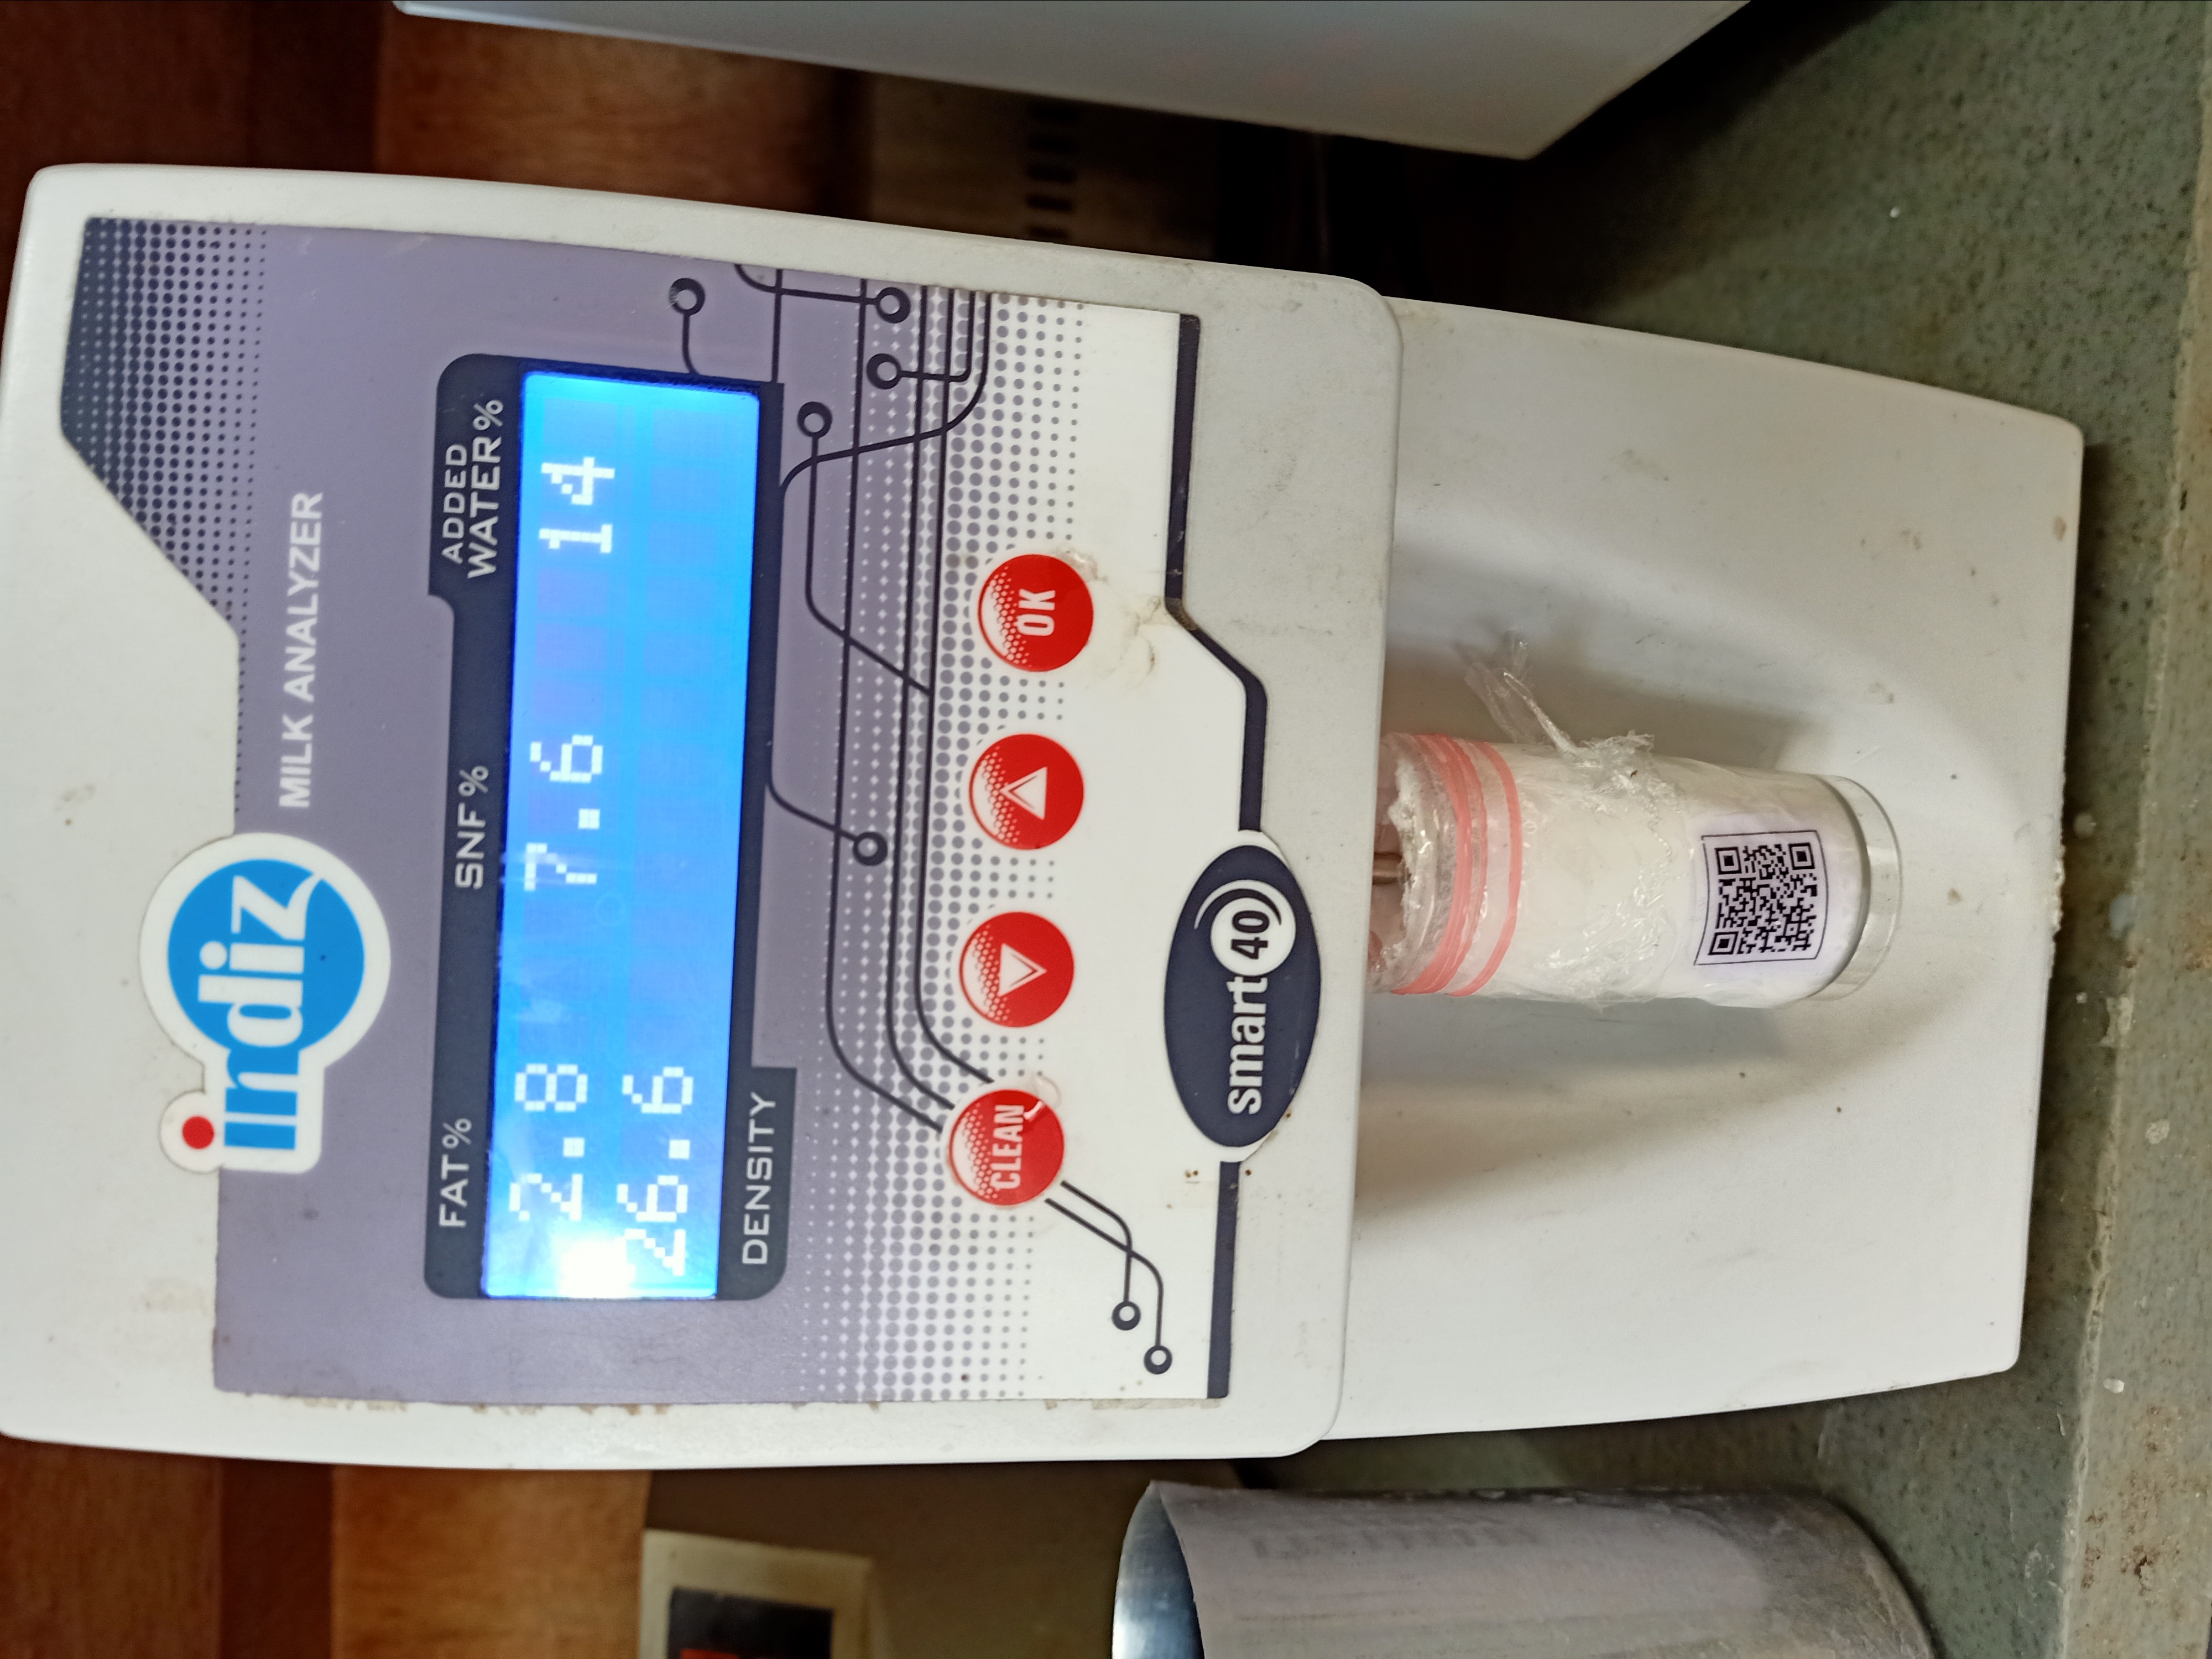 indiz
MILK ANALYZER
FAT% SNF% ADDED WATER%
2.8 7.6 14
26.6
DENSITY
CLEAN OK
smart 40